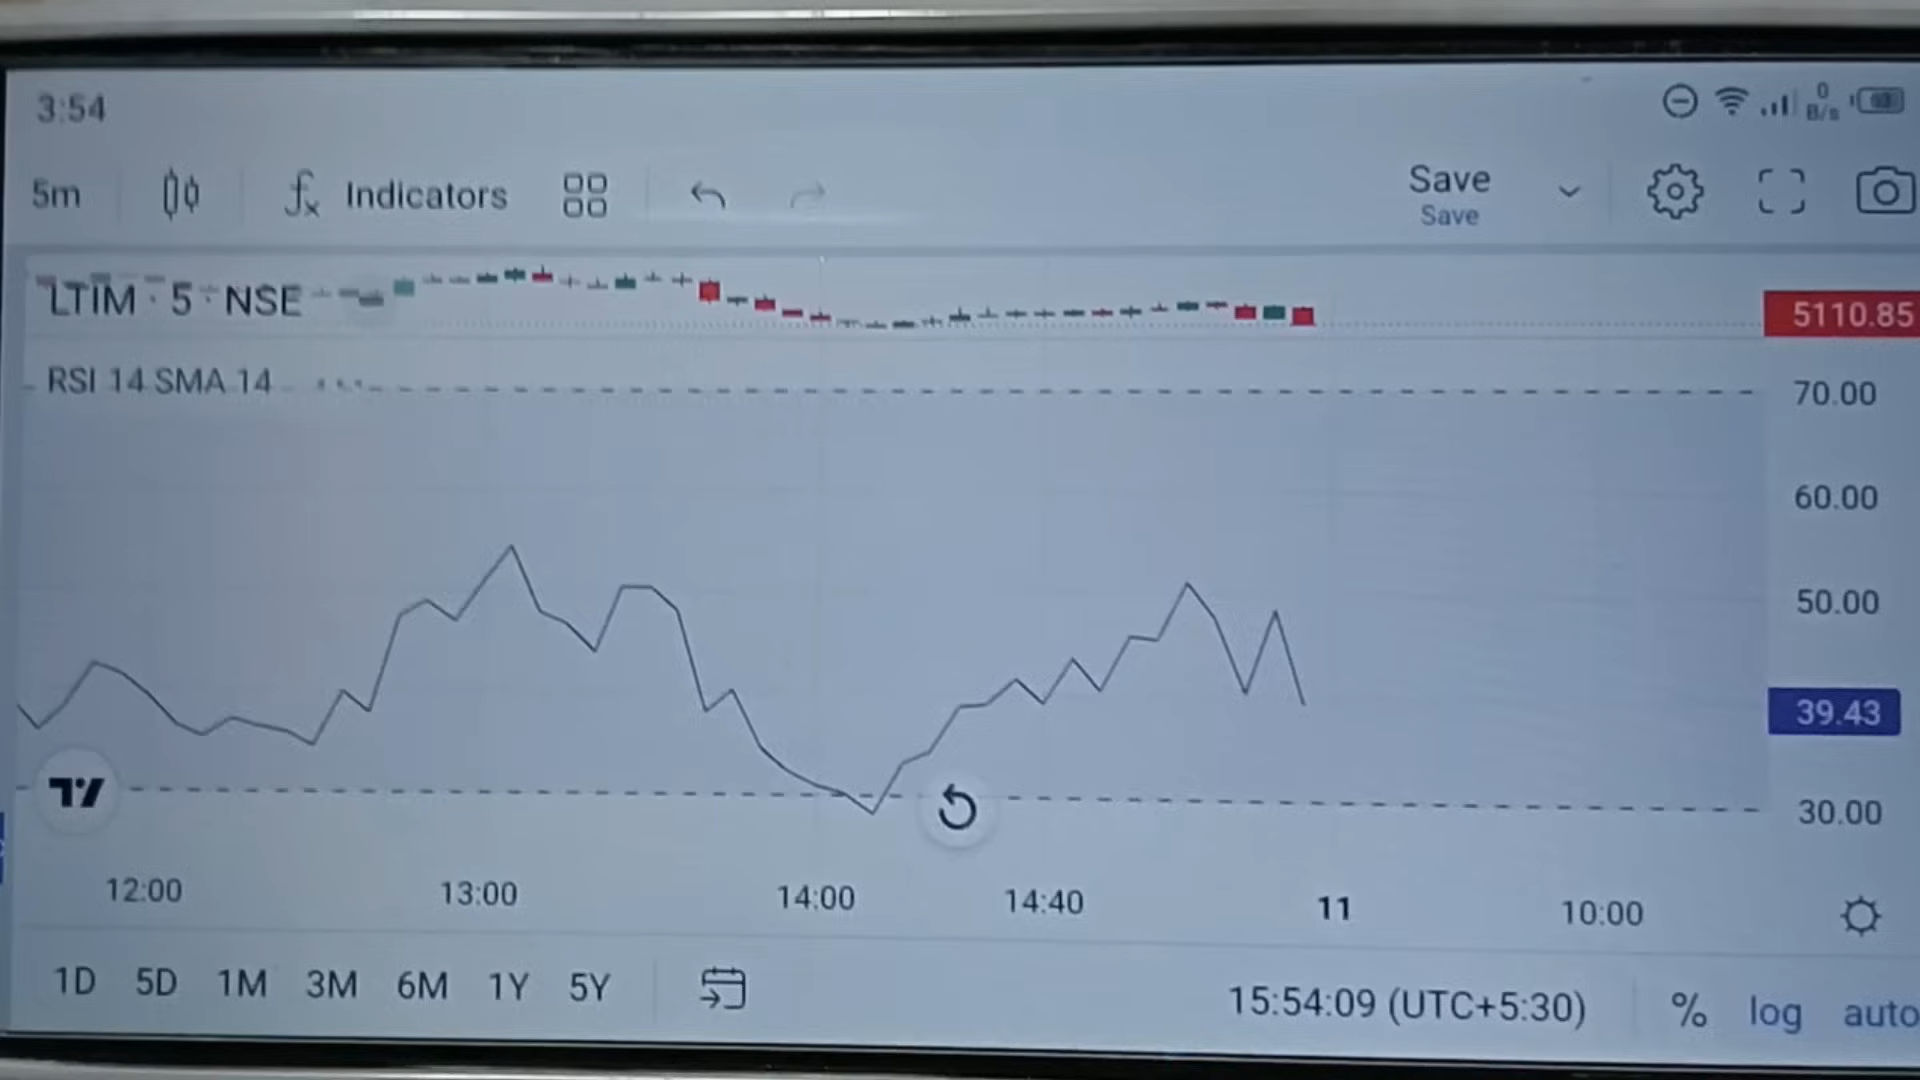 3:54
0 B/s
5m Indicators Save
Save
LTIM · 5 · NSE 5110.85
RSI 14 SMA 14 70.00
60.00
50.00
39.43
30.00
12:00 13:00 14:00 14:40 11 10:00
1D 5D 1M 3M 6M 1Y 5Y 15:54:09 (UTC+5:30) % log auto